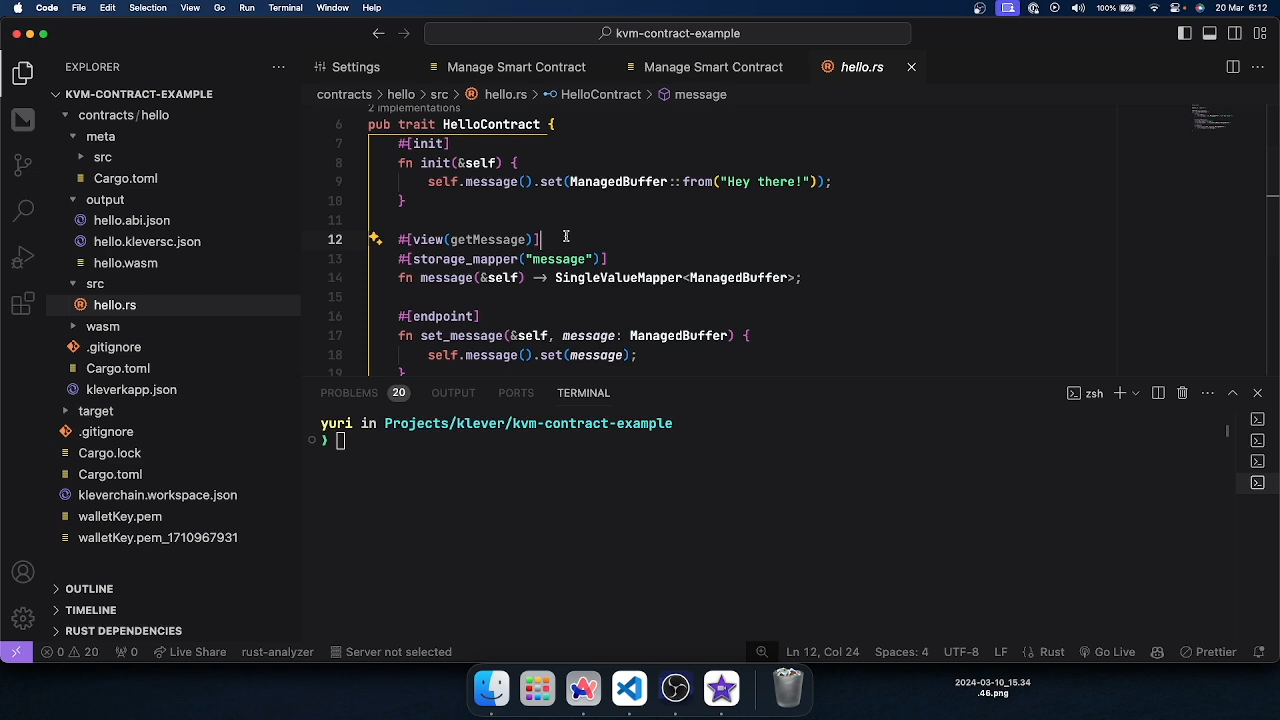 Code File Edit Selection View Go Run Terminal Window Help 100% 20 Mar 6:12
kvm-contract-example
EXPLORER
Settings Manage Smart Contract Manage Smart Contract hello.rs
KVM-CONTRACT-EXAMPLE
contracts / hello
meta
src
Cargo.toml
output
hello.abi.json
hello.kleversc.json
hello.wasm
src
hello.rs
wasm
.gitignore
Cargo.toml
kleverkapp.json
target
.gitignore
Cargo.lock
Cargo.toml
kleverchain.workspace.json
walletKey.pem
walletKey.pem_1710967931
OUTLINE
TIMELINE
RUST DEPENDENCIES
contracts > hello > src > hello.rs > HelloContract > message
2 implementations
6 pub trait HelloContract {
7 #[init]
8 fn init(&self) {
9 self.message().set(ManagedBuffer::from("Hey there!"));
10 }
11
12 #[view(getMessage)]
13 #[storage_mapper("message")]
14 fn message(&self) → SingleValueMapper<ManagedBuffer>;
15
16 #[endpoint]
17 fn set_message(&self, message: ManagedBuffer) {
18 self.message().set(message);
19 }
PROBLEMS 20 OUTPUT PORTS TERMINAL zsh
yuri in Projects/klever/kvm-contract-example
❯
0 20 0 Live Share rust-analyzer Server not selected Ln 12, Col 24 Spaces: 4 UTF-8 LF {} Rust Go Live Prettier
2024-03-10_15.34
.46.png